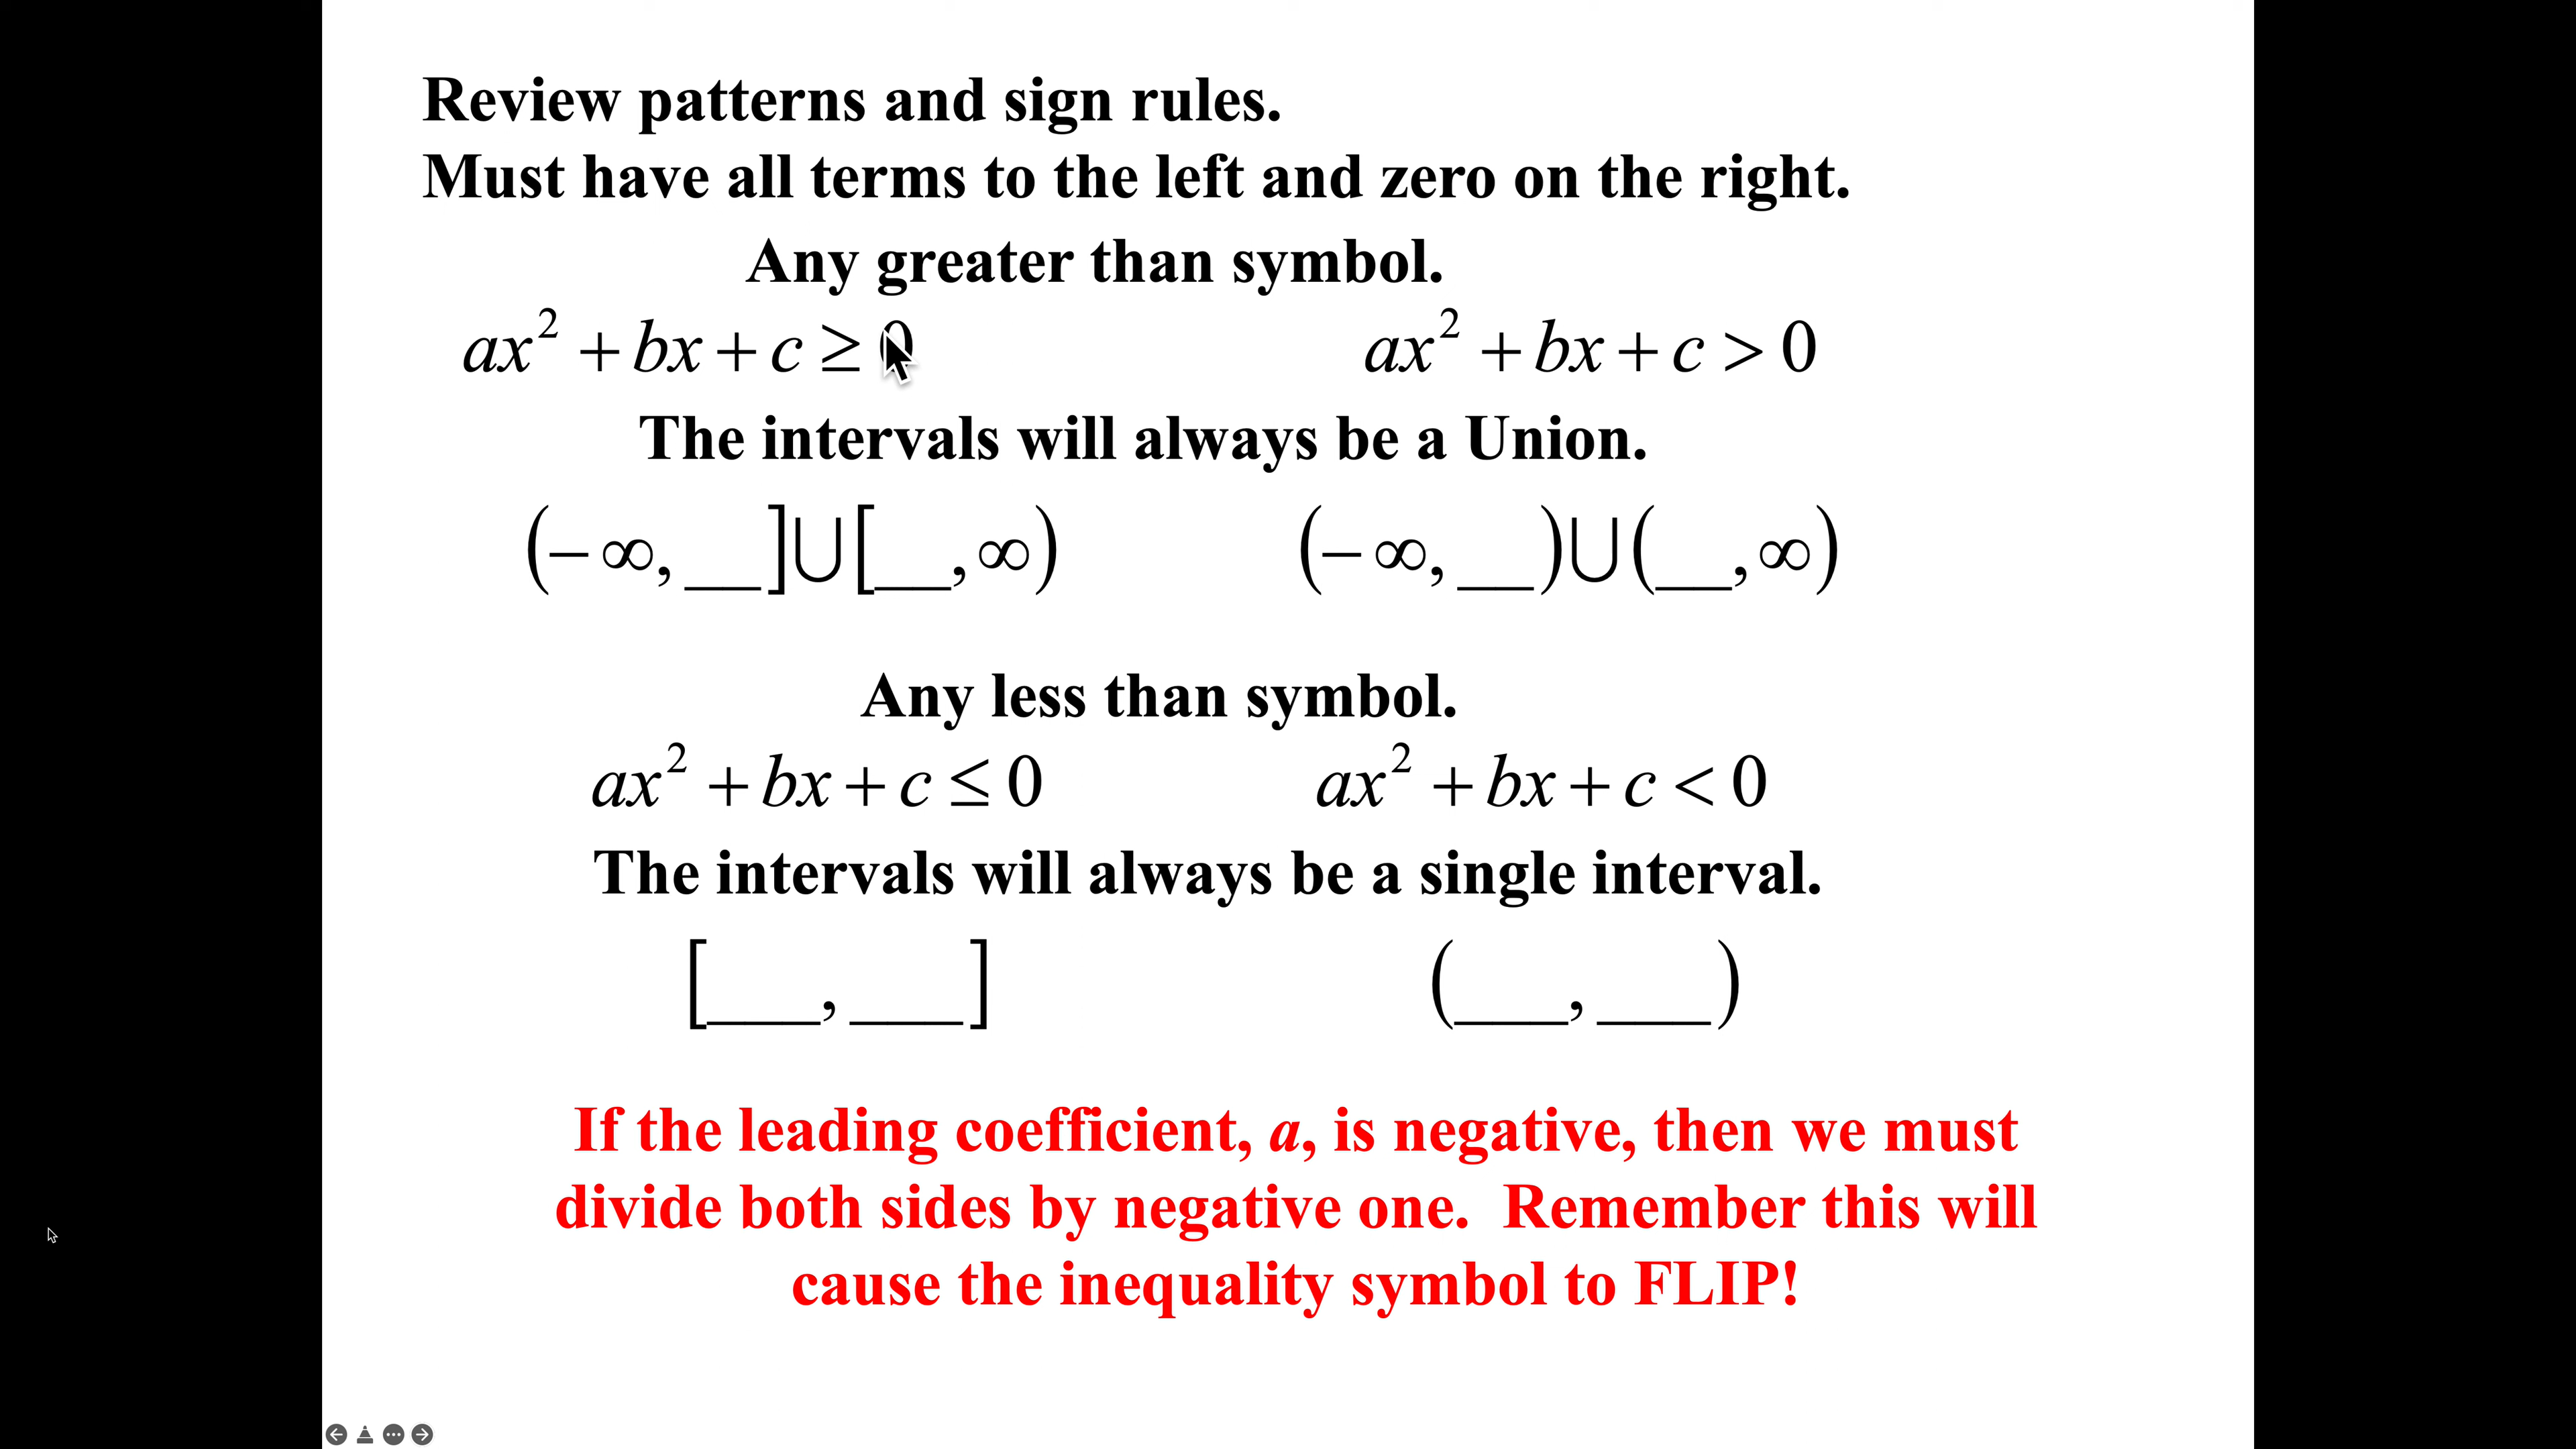 Review patterns and sign rules.
Must have all terms to the left and zero on the right.
Any greater than symbol.
ax² + bx + c ≥ 0 ax² + bx + c > 0
The intervals will always be a Union.
(−∞, __]∪[__, ∞) (−∞, __)∪(__, ∞)
Any less than symbol.
ax² + bx + c ≤ 0 ax² + bx + c < 0
The intervals will always be a single interval.
[___, ___] (___, ___)
If the leading coefficient, a, is negative, then we must
divide both sides by negative one. Remember this will
cause the inequality symbol to FLIP!